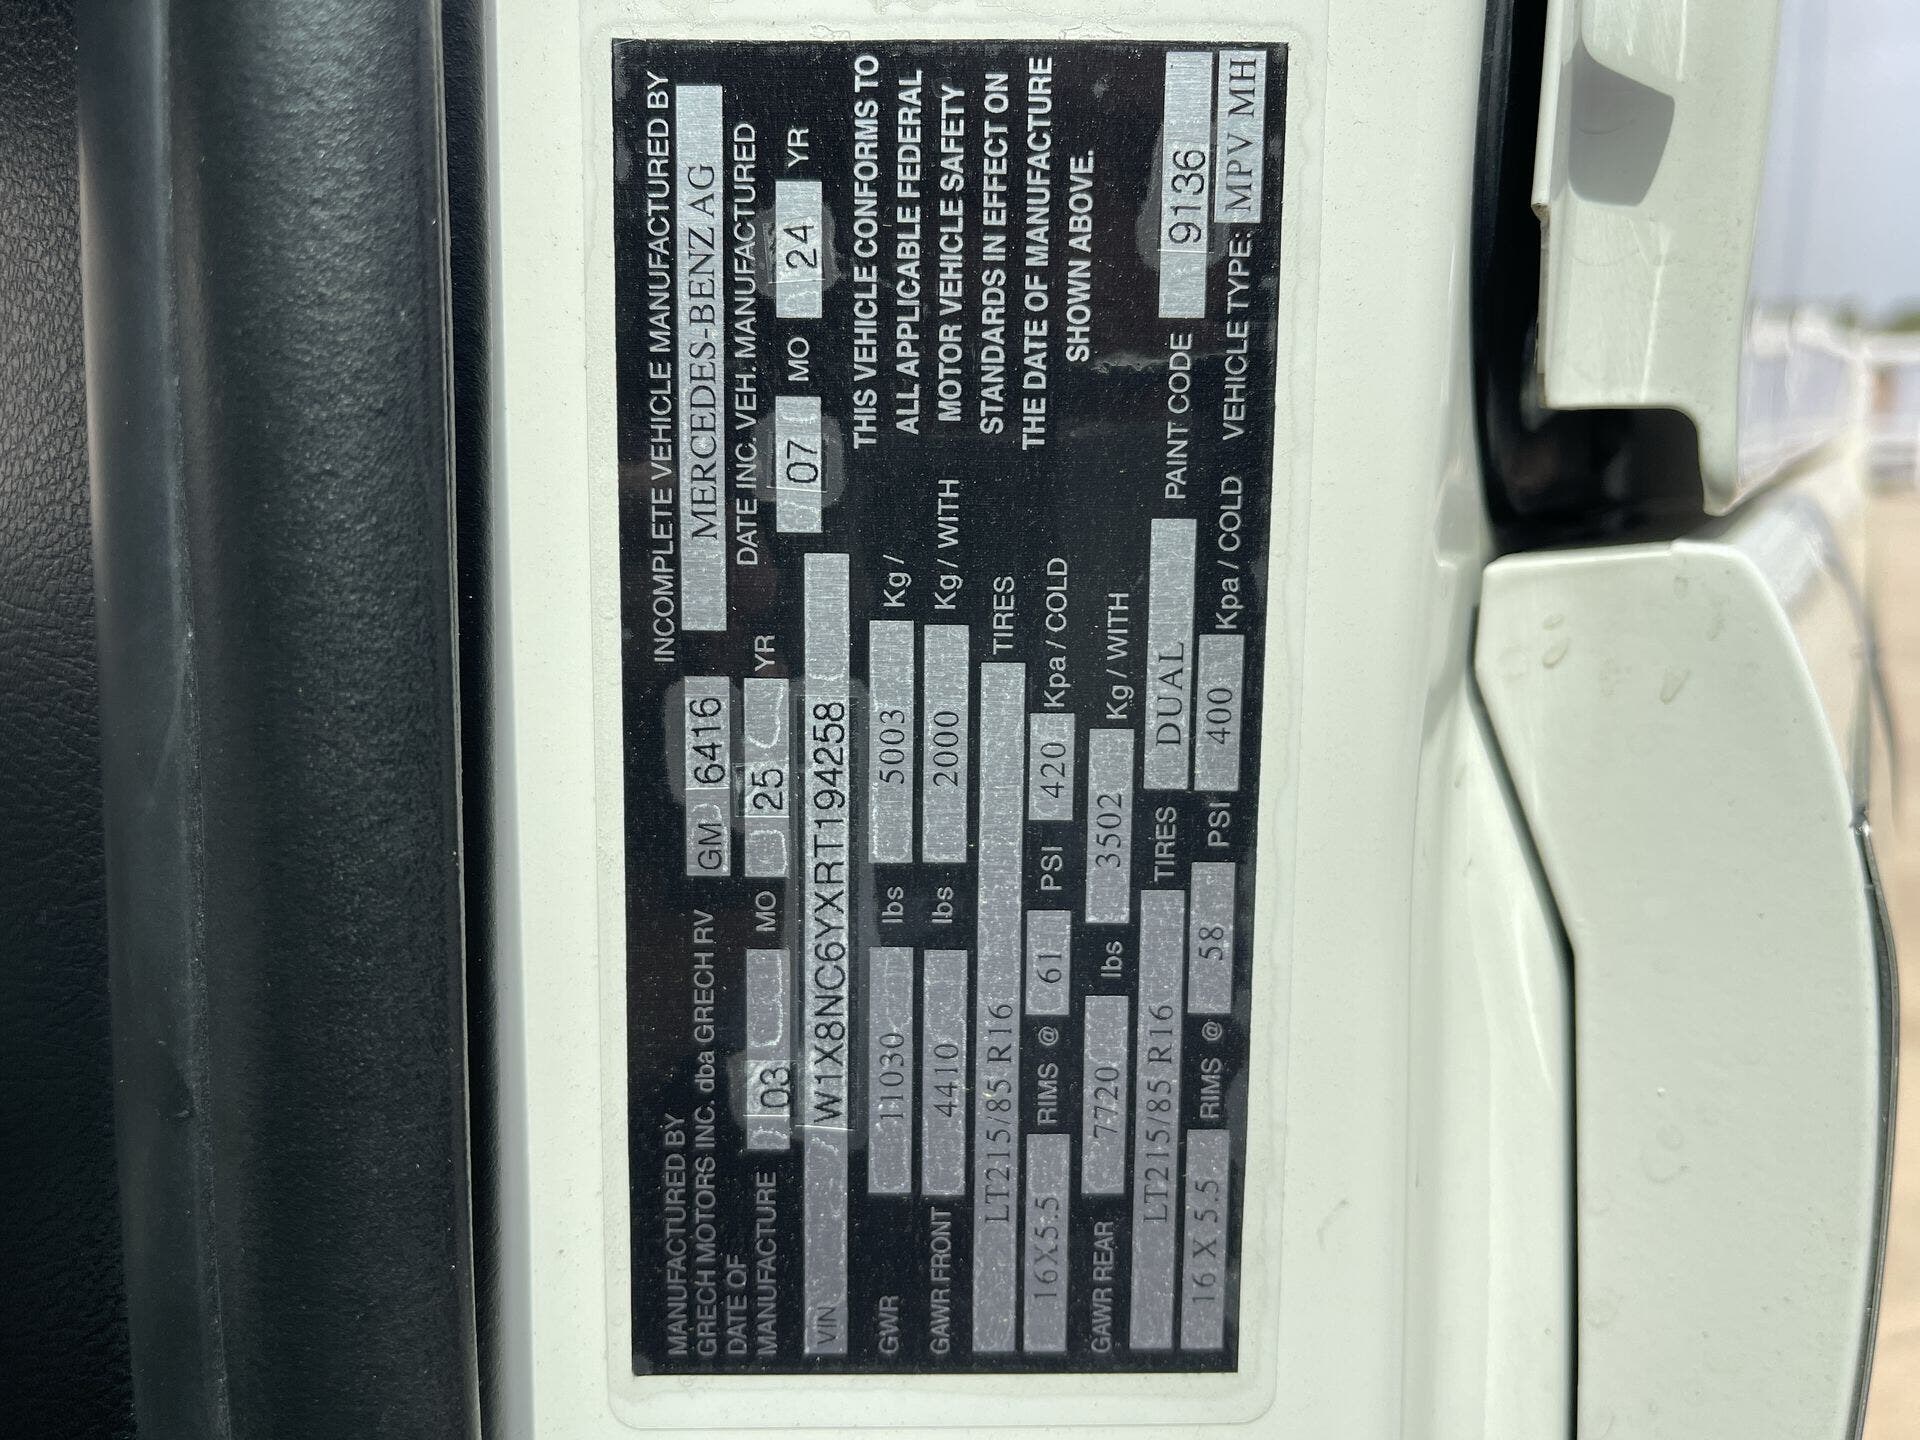 MANUFACTURED BY
GRECH MOTORS INC. dba GRECH RV GM 6416
DATE OF
MANUFACTURE 03 MO 25 YR
INCOMPLETE VEHICLE MANUFACTURED BY
MERCEDES-BENZ AG
DATE INC. VEH. MANUFACTURED
07 MO 24 YR
VIN W1X8NC6YXRT194258
GWR 11030 lbs 5003 Kg /
GAWR FRONT 4410 lbs 2000 Kg / WITH
LT215/85 R16 TIRES
16X5.5 RIMS @ 61 PSI 420 Kpa / COLD
THIS VEHICLE CONFORMS TO
ALL APPLICABLE FEDERAL
MOTOR VEHICLE SAFETY
STANDARDS IN EFFECT ON
THE DATE OF MANUFACTURE
SHOWN ABOVE.
GAWR REAR 7720 lbs 3502 Kg / WITH
LT215/85 R16 TIRES DUAL PAINT CODE 9136
16 X 5.5 RIMS @ 58 PSI 400 Kpa / COLD VEHICLE TYPE: MPV MH